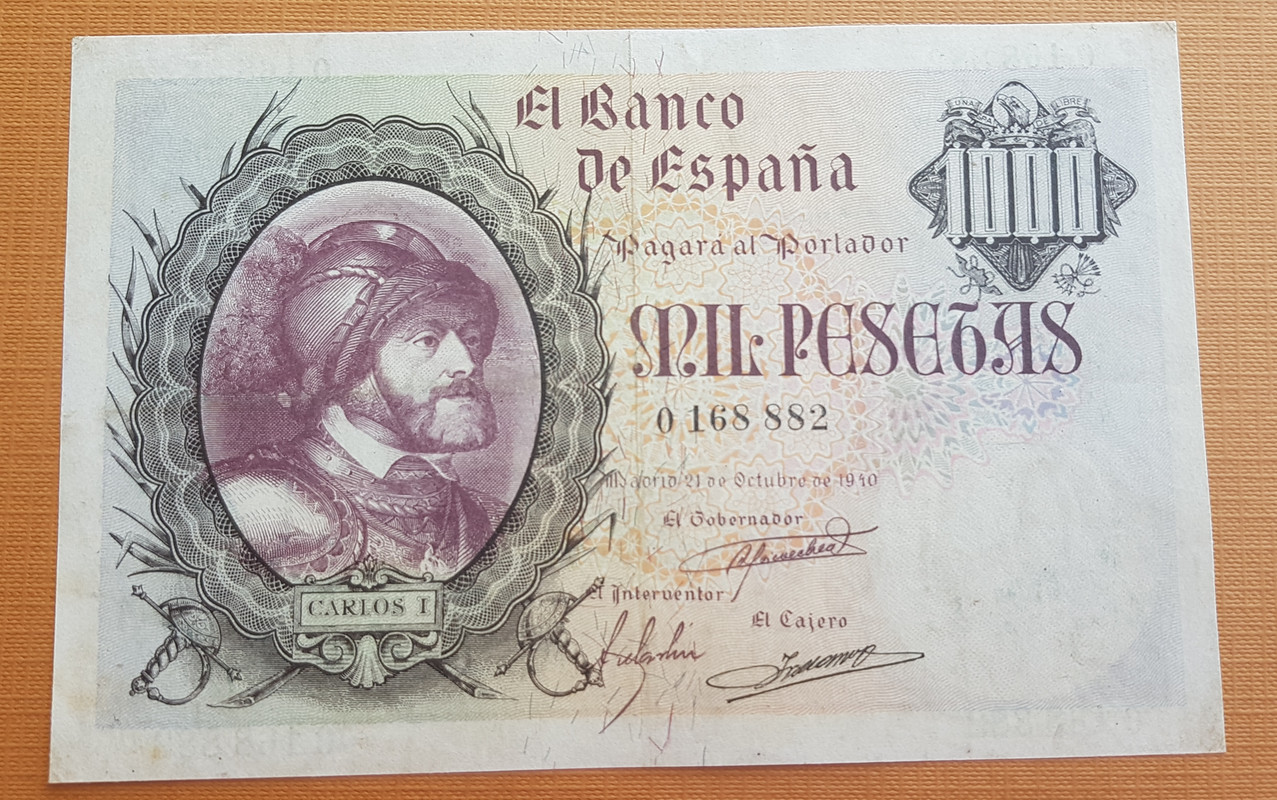 El Banco
de España
UNA GRANDE LIBRE
1000
Pagará al Portador
MIL PESETAS
0 168 882
Madrid 21 de Octubre de 1940
El Gobernador
El Interventor
El Cajero
CARLOS I